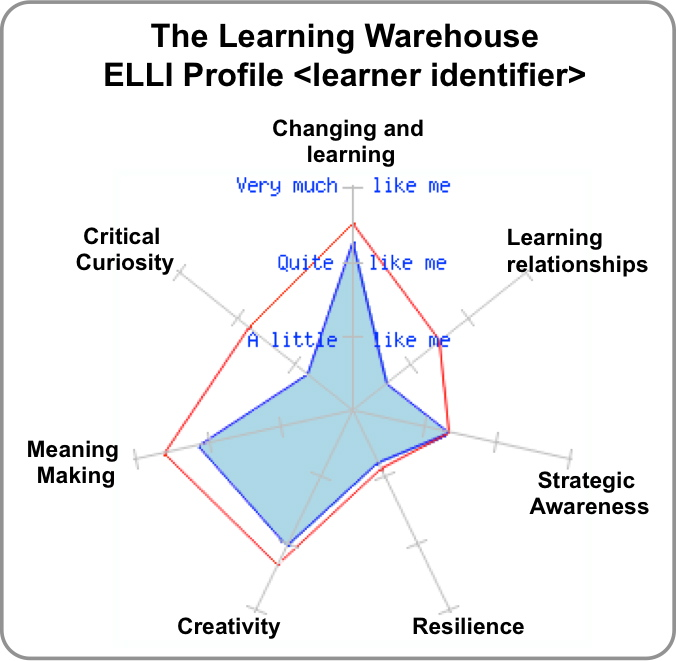 The Learning Warehouse
ELLI Profile <learner identifier>
Changing and
learning
Very much like me
Critical
Curiosity
Learning
relationships
Quite like me
A little like me
Meaning
Making
Strategic
Awareness
Creativity
Resilience